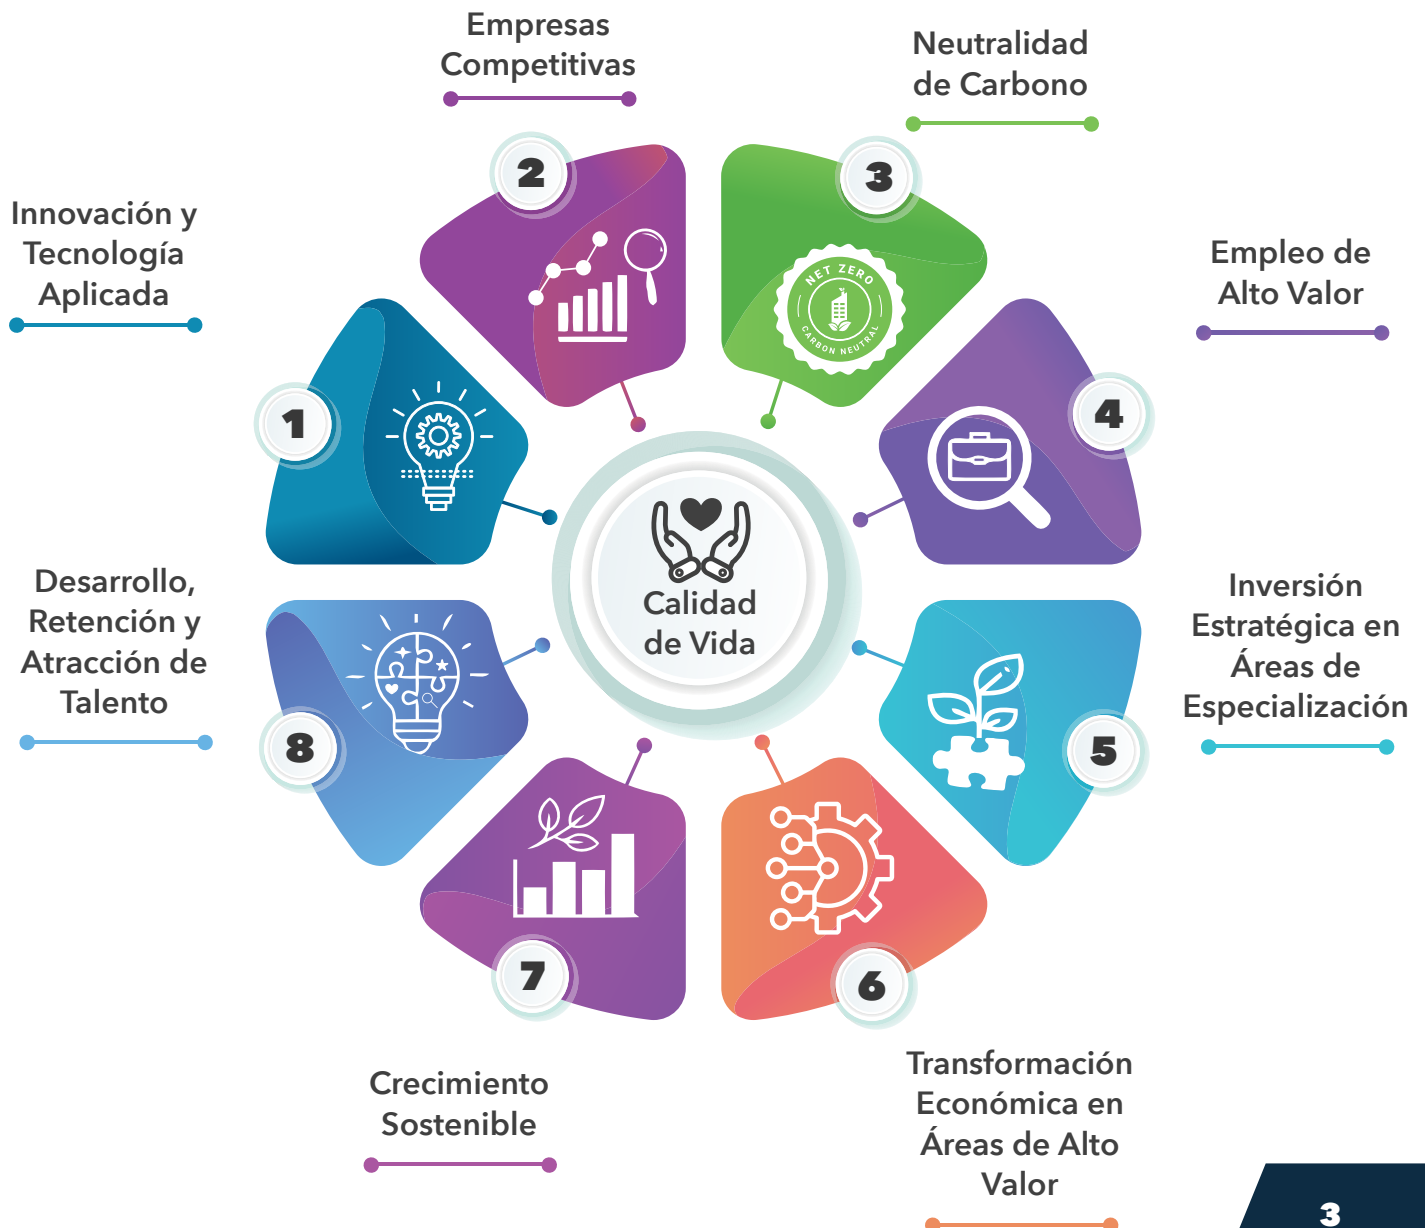 Empresas
Competitivas
2
Neutralidad
de Carbono
3
NET ZERO
CARBON NEUTRAL
Innovación y
Tecnología
Aplicada
1
Empleo de
Alto Valor
4
Calidad
de Vida
Desarrollo,
Retención y
Atracción de
Talento
8
Inversión
Estratégica en
Áreas de
Especialización
5
7
Crecimiento
Sostenible
6
Transformación
Económica en
Áreas de Alto
Valor
3